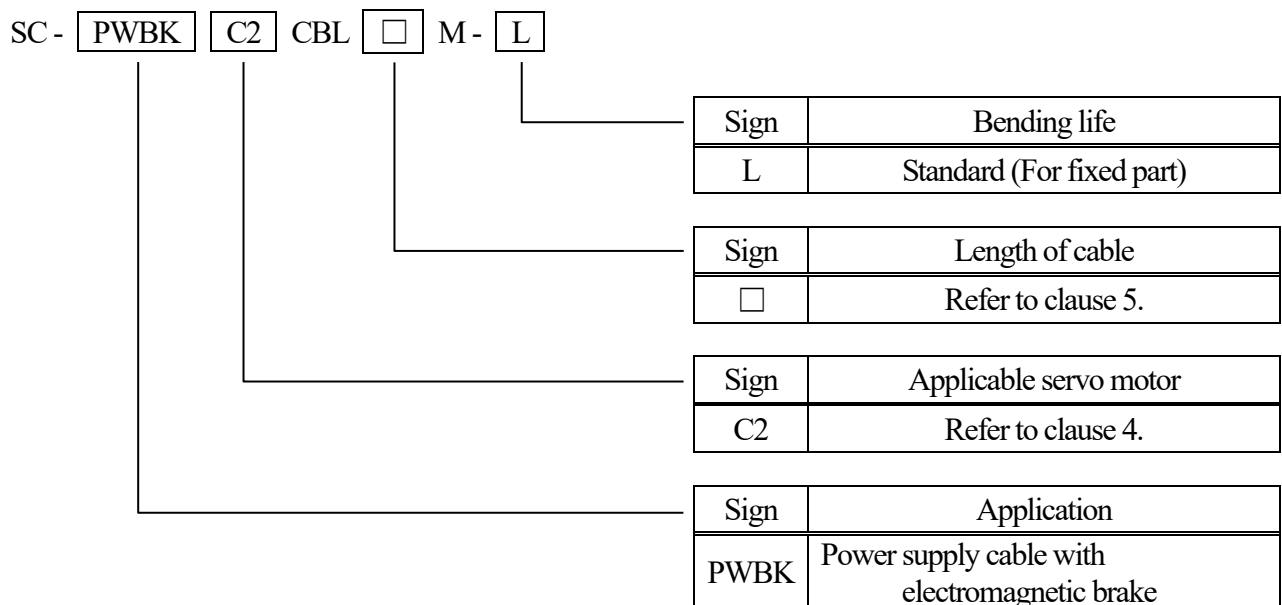 SC - PWBK C2 CBL □ M - L
Sign Bending life
L Standard (For fixed part)
Sign Length of cable
□ Refer to clause 5.
Sign Applicable servo motor
C2 Refer to clause 4.
Sign Application
PWBK Power supply cable with
electromagnetic brake